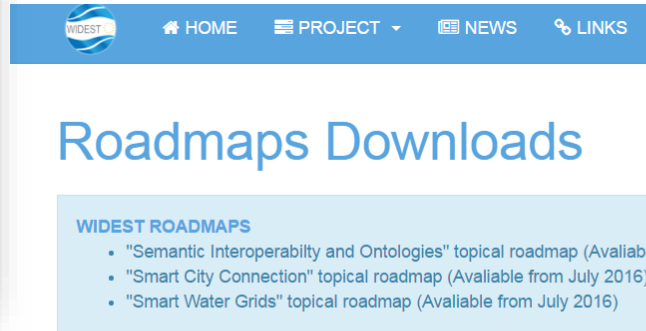 WIDEST
HOME PROJECT NEWS LINKS
Roadmaps Downloads
WIDEST ROADMAPS
• "Semantic Interoperabilty and Ontologies" topical roadmap (Avaliab
• "Smart City Connection" topical roadmap (Avaliable from July 2016)
• "Smart Water Grids" topical roadmap (Avaliable from July 2016)